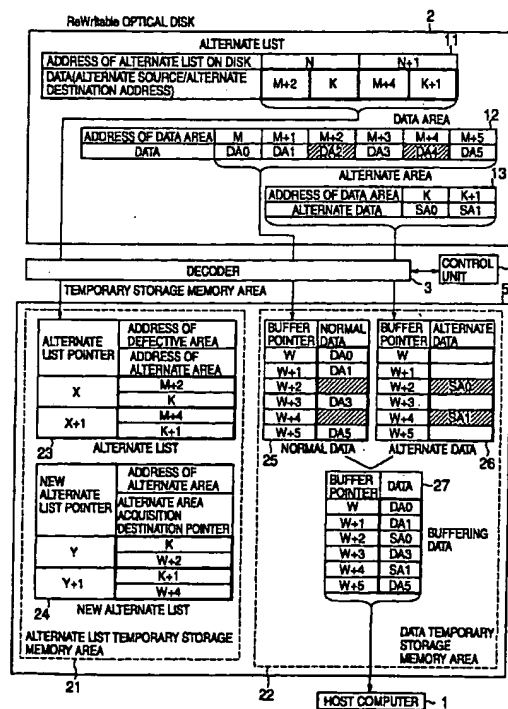 ReWritable OPTICAL DISK
2
ALTERNATE LIST
11
ADDRESS OF ALTERNATE LIST ON DISK N N+1
DATA(ALTERNATE SOURCE/ALTERNATE DESTINATION ADDRESS) M+2 K M+4 K+1
DATA AREA
12
ADDRESS OF DATA AREA M M+1 M+2 M+3 M+4 M+5
DATA DA0 DA1 DA2 DA3 DA4 DA5
ALTERNATE AREA
13
ADDRESS OF DATA AREA K K+1
ALTERNATE DATA SA0 SA1
DECODER
3
CONTROL UNIT
TEMPORARY STORAGE MEMORY AREA
5
ALTERNATE LIST POINTER
ADDRESS OF DEFECTIVE AREA
ADDRESS OF ALTERNATE AREA
X M+2
K
X+1 M+4
K+1
23
ALTERNATE LIST
NEW ALTERNATE LIST POINTER
ADDRESS OF ALTERNATE AREA
ALTERNATE AREA ACQUISITION DESTINATION POINTER
Y K
W+2
Y+1 K+1
W+4
24
NEW ALTERNATE LIST
ALTERNATE LIST TEMPORARY STORAGE MEMORY AREA
21
BUFFER POINTER NORMAL DATA
W DA0
W+1 DA1
W+2
W+3 DA3
W+4
W+5 DA5
25
NORMAL DATA
BUFFER POINTER ALTERNATE DATA
W
W+1
W+2 SA0
W+3
W+4 SA1
W+5
ALTERNATE DATA
26
BUFFER POINTER DATA
27
W DA0
W+1 DA1
W+2 SA0
W+3 DA3
W+4 SA1
W+5 DA5
BUFFERING DATA
DATA TEMPORARY STORAGE MEMORY AREA
22
HOST COMPUTER
1